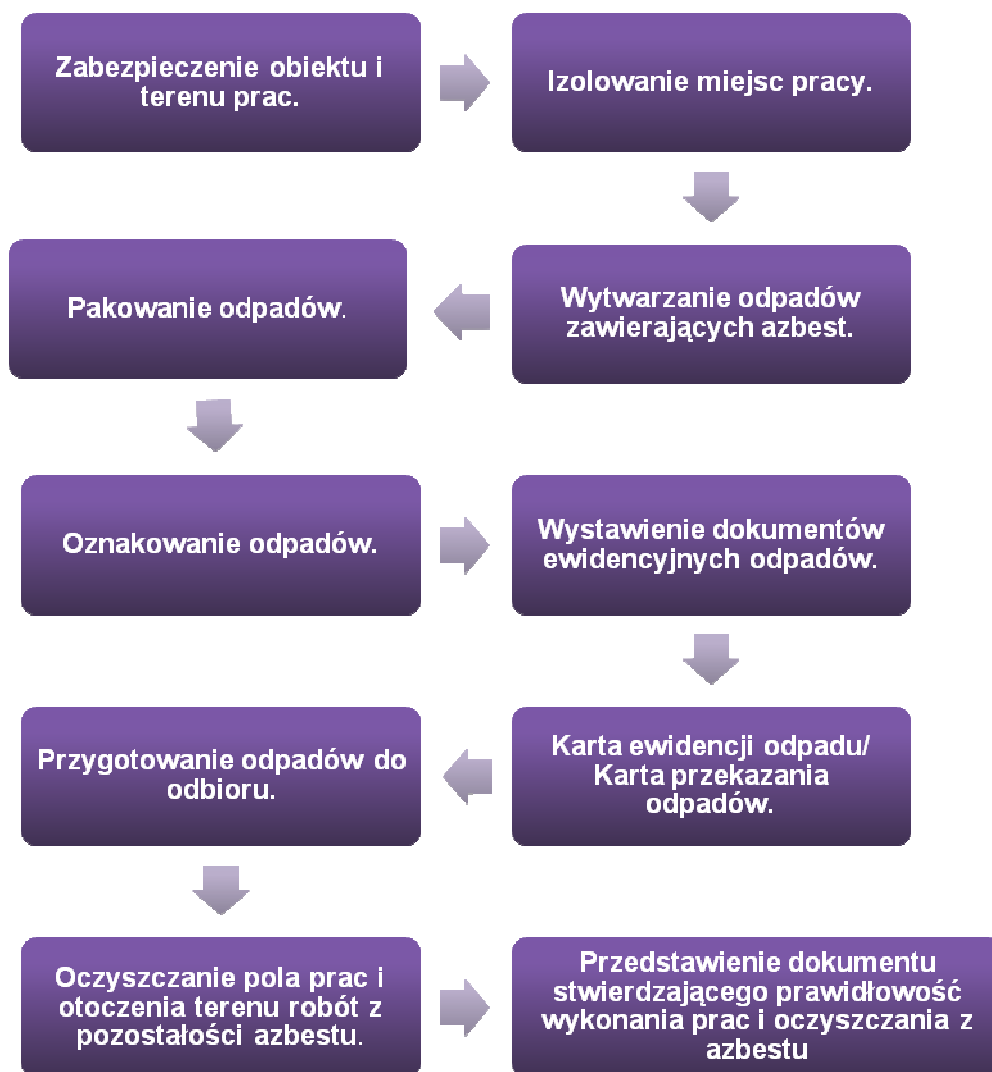 Zabezpieczenie obiektu i
terenu prac.
Izolowanie miejsc pracy.
Wytwarzanie odpadów
zawierających azbest.
Pakowanie odpadów.
Oznakowanie odpadów.
Wystawienie dokumentów
ewidencyjnych odpadów.
Karta ewidencji odpadu/
Karta przekazania
odpadów.
Przygotowanie odpadów do
odbioru.
Oczyszczanie pola prac i
otoczenia terenu robót z
pozostałości azbestu.
Przedstawienie dokumentu
stwierdzającego prawidłowość
wykonania prac i oczyszczania z
azbestu